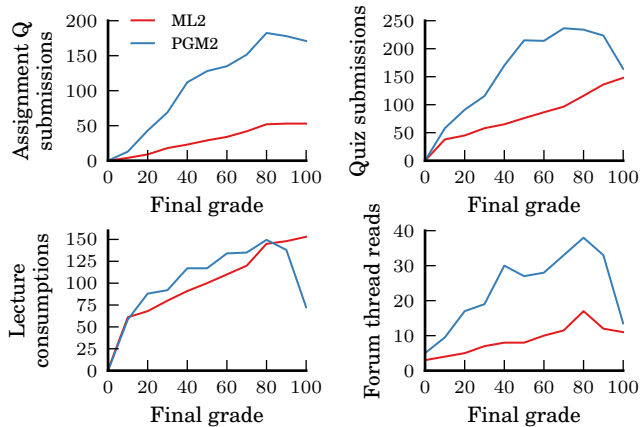 Assignment Q
submissions
200
150
100
50
0
ML2
PGM2
0 20 40 60 80 100
Final grade
Quiz submissions
250
200
150
100
50
0
0 20 40 60 80 100
Final grade
Lecture
consumptions
150
125
100
75
50
25
0
0 20 40 60 80 100
Final grade
Forum thread reads
40
30
20
10
0
0 20 40 60 80 100
Final grade